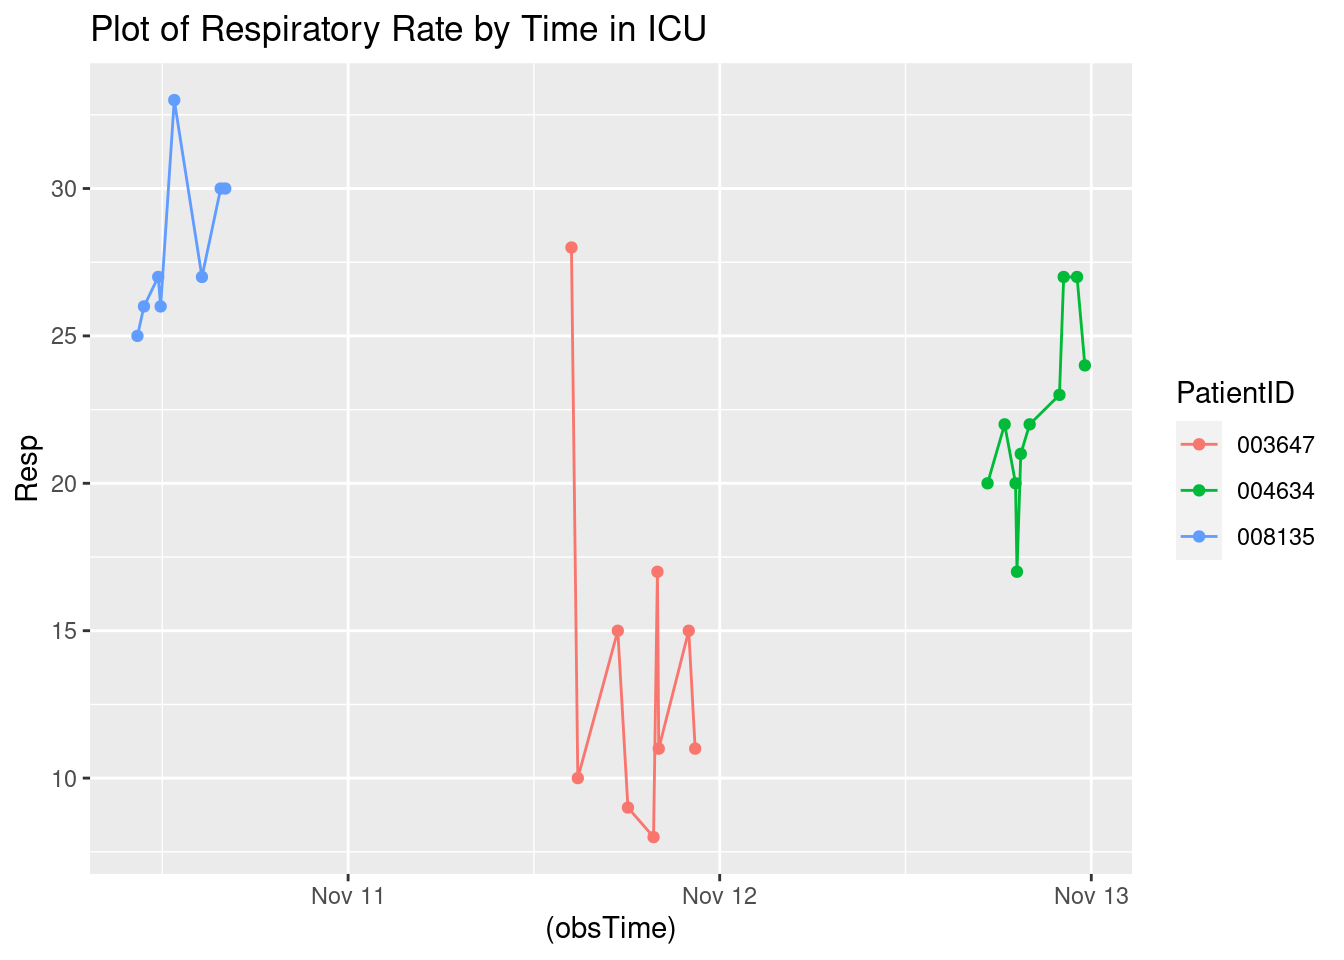 Plot of Respiratory Rate by Time in ICU
Resp
30
25
20
15
10
Nov 11
Nov 12
Nov 13
(obsTime)
PatientID
003647
004634
008135